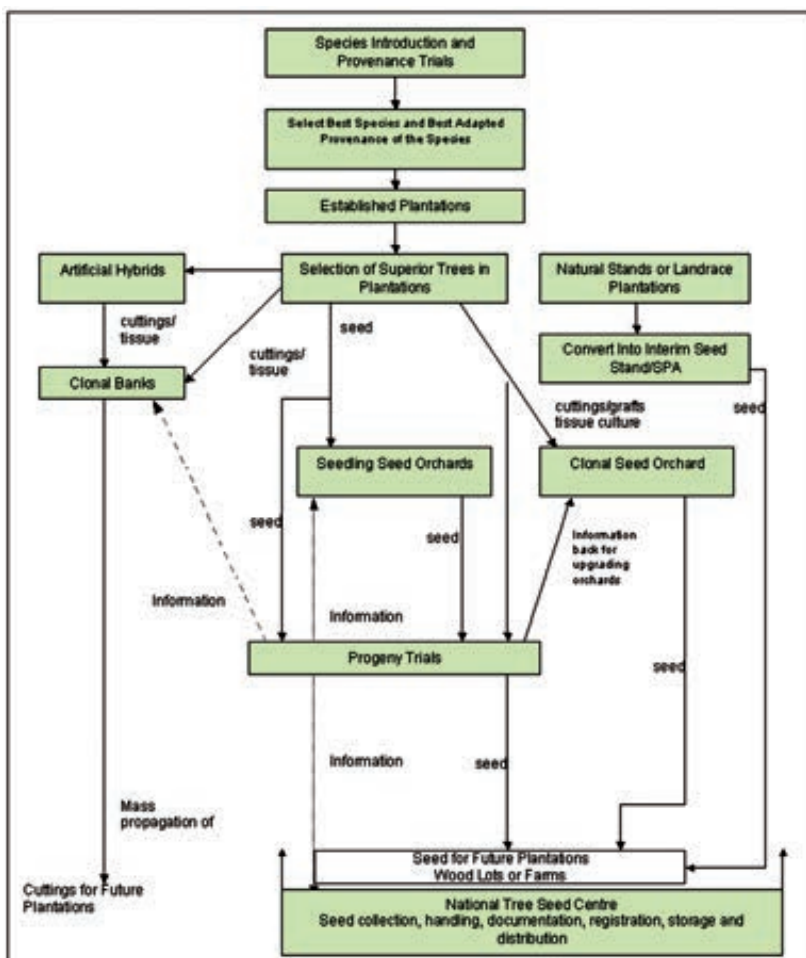 Species Introduction and
Provenance Trials
Select Best Species and Best Adapted
Provenance of the Species
Established Plantations
Artificial Hybrids
Selection of Superior Trees in
Plantations
Natural Stands or Landrace
Plantations
cuttings/
tissue
seed
Convert Into Interim Seed
Stand/SPA
Clonal Banks
cuttings/
tissue
seed
cuttings/grafts
tissue culture
Seedling Seed Orchards
Clonal Seed Orchard
seed
seed
Information
back for
upgrading
orchards
Information
Information
Progeny Trials
seed
Information
seed
Mass
propagation of
Cuttings for Future
Plantations
Seed for Future Plantations
Wood Lots or Farms
National Tree Seed Centre
Seed collection, handling, documentation, registration, storage and
distribution